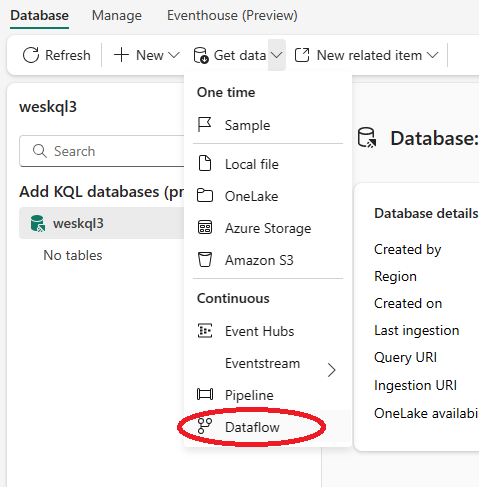 Database Manage Eventhouse (Preview)
Refresh New Get data New related item
weskql3
Search
Add KQL databases (pr
weskql3
No tables
One time
Sample
Local file
OneLake
Azure Storage
Amazon S3
Continuous
Event Hubs
Eventstream
Pipeline
Dataflow
Database:
Database details
Created by
Region
Created on
Last ingestion
Query URI
Ingestion URI
OneLake availabi